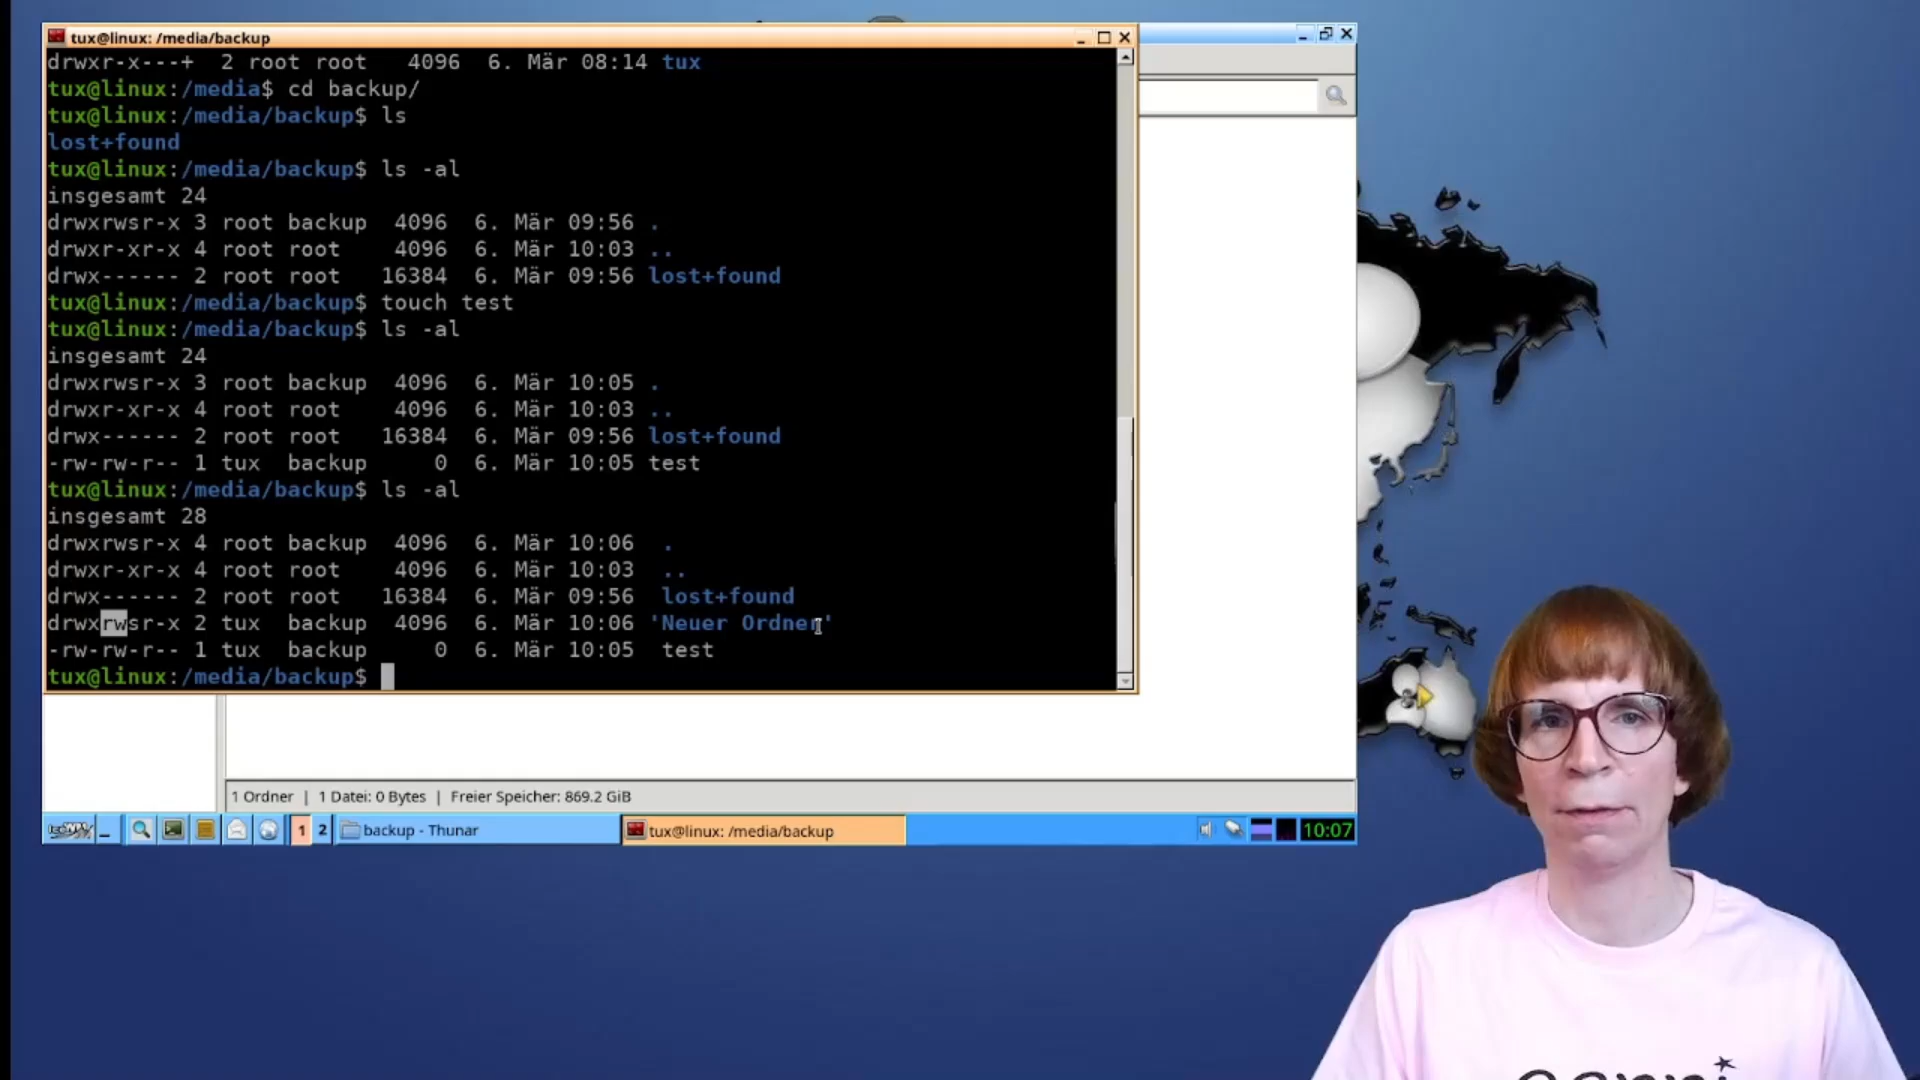 tux@linux: /media/backup
drwxr-x---+  2 root root   4096  6. Mär 08:14 tux
tux@linux:/media$ cd backup/
tux@linux:/media/backup$ ls
lost+found
tux@linux:/media/backup$ ls -al
insgesamt 24
drwxrwsr-x 3 root backup  4096  6. Mär 09:56 .
drwxr-xr-x 4 root root    4096  6. Mär 10:03 ..
drwx------ 2 root root   16384  6. Mär 09:56 lost+found
tux@linux:/media/backup$ touch test
tux@linux:/media/backup$ ls -al
insgesamt 24
drwxrwsr-x 3 root backup  4096  6. Mär 10:05 .
drwxr-xr-x 4 root root    4096  6. Mär 10:03 ..
drwx------ 2 root root   16384  6. Mär 09:56 lost+found
-rw-rw-r-- 1 tux  backup     0  6. Mär 10:05 test
tux@linux:/media/backup$ ls -al
insgesamt 28
drwxrwsr-x 4 root backup  4096  6. Mär 10:06  .
drwxr-xr-x 4 root root    4096  6. Mär 10:03  ..
drwx------ 2 root root   16384  6. Mär 09:56  lost+found
drwxrwsr-x 2 tux  backup  4096  6. Mär 10:06 'Neuer Ordner'
-rw-rw-r-- 1 tux  backup     0  6. Mär 10:05  test
tux@linux:/media/backup$
1 Ordner | 1 Datei: 0 Bytes | Freier Speicher: 869.2 GiB
1 2 backup - Thunar tux@linux: /media/backup 10:07